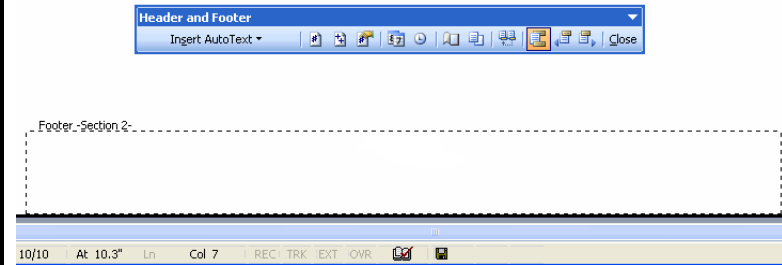 Header and Footer
Insert AutoText Close
Footer -Section 2-
10/10 At 10.3" Ln Col 7 REC TRK EXT OVR